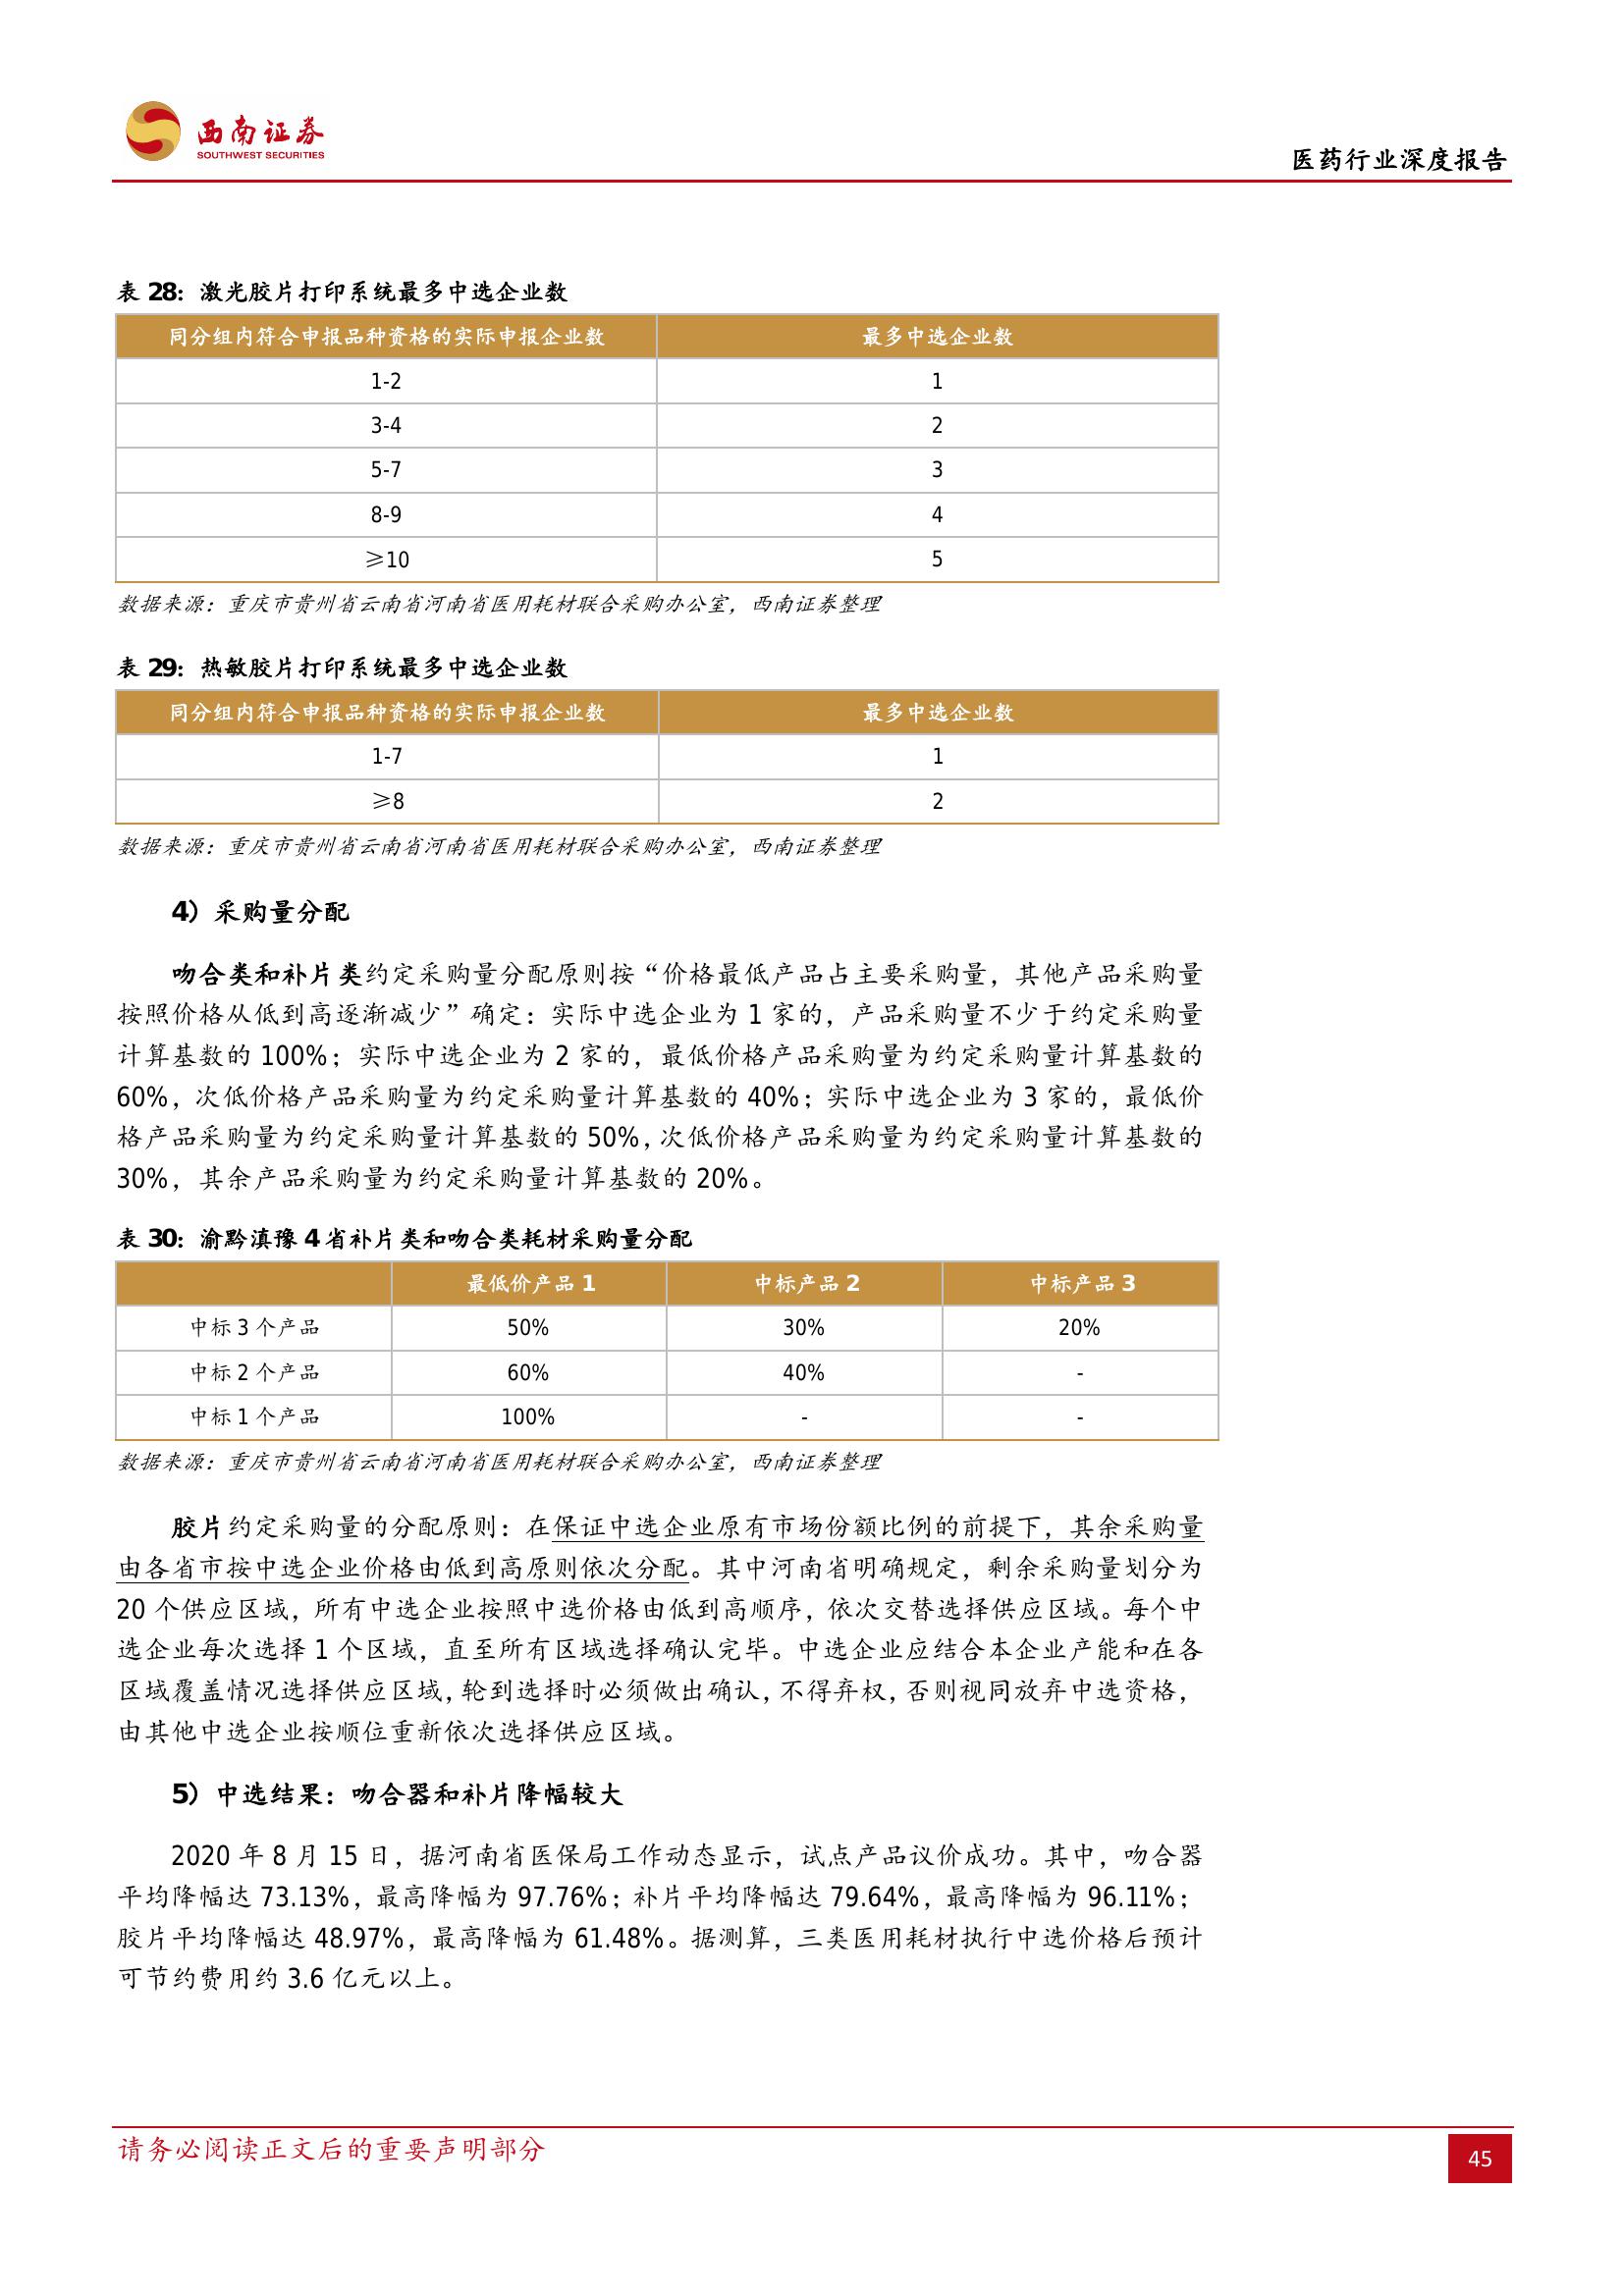 西南证券
SOUTHWEST SECURITIES
医药行业深度报告
表 28：激光胶片打印系统最多中选企业数
同分组内符合申报品种资格的实际申报企业数 最多中选企业数
1-2 1
3-4 2
5-7 3
8-9 4
≥10 5
数据来源：重庆市贵州省云南省河南省医用耗材联合采购办公室，西南证券整理
表 29：热敏胶片打印系统最多中选企业数
同分组内符合申报品种资格的实际申报企业数 最多中选企业数
1-7 1
≥8 2
数据来源：重庆市贵州省云南省河南省医用耗材联合采购办公室，西南证券整理
4）采购量分配
吻合类和补片类约定采购量分配原则按“价格最低产品占主要采购量，其他产品采购量
按照价格从低到高逐渐减少”确定：实际中选企业为 1 家的，产品采购量不少于约定采购量
计算基数的 100%；实际中选企业为 2 家的，最低价格产品采购量为约定采购量计算基数的
60%，次低价格产品采购量为约定采购量计算基数的 40%；实际中选企业为 3 家的，最低价
格产品采购量为约定采购量计算基数的 50%，次低价格产品采购量为约定采购量计算基数的
30%，其余产品采购量为约定采购量计算基数的 20%。
表 30：渝黔滇豫 4 省补片类和吻合类耗材采购量分配
最低价产品 1 中标产品 2 中标产品 3
中标 3 个产品 50% 30% 20%
中标 2 个产品 60% 40% -
中标 1 个产品 100% - -
数据来源：重庆市贵州省云南省河南省医用耗材联合采购办公室，西南证券整理
胶片约定采购量的分配原则：在保证中选企业原有市场份额比例的前提下，其余采购量
由各省市按中选企业价格由低到高原则依次分配。其中河南省明确规定，剩余采购量划分为
20 个供应区域，所有中选企业按照中选价格由低到高顺序，依次交替选择供应区域。每个中
选企业每次选择 1 个区域，直至所有区域选择确认完毕。中选企业应结合本企业产能和在各
区域覆盖情况选择供应区域，轮到选择时必须做出确认，不得弃权，否则视同放弃中选资格，
由其他中选企业按顺位重新依次选择供应区域。
5）中选结果：吻合器和补片降幅较大
2020 年 8 月 15 日，据河南省医保局工作动态显示，试点产品议价成功。其中，吻合器
平均降幅达 73.13%，最高降幅为 97.76%；补片平均降幅达 79.64%，最高降幅为 96.11%；
胶片平均降幅达 48.97%，最高降幅为 61.48%。据测算，三类医用耗材执行中选价格后预计
可节约费用约 3.6 亿元以上。
请务必阅读正文后的重要声明部分
45